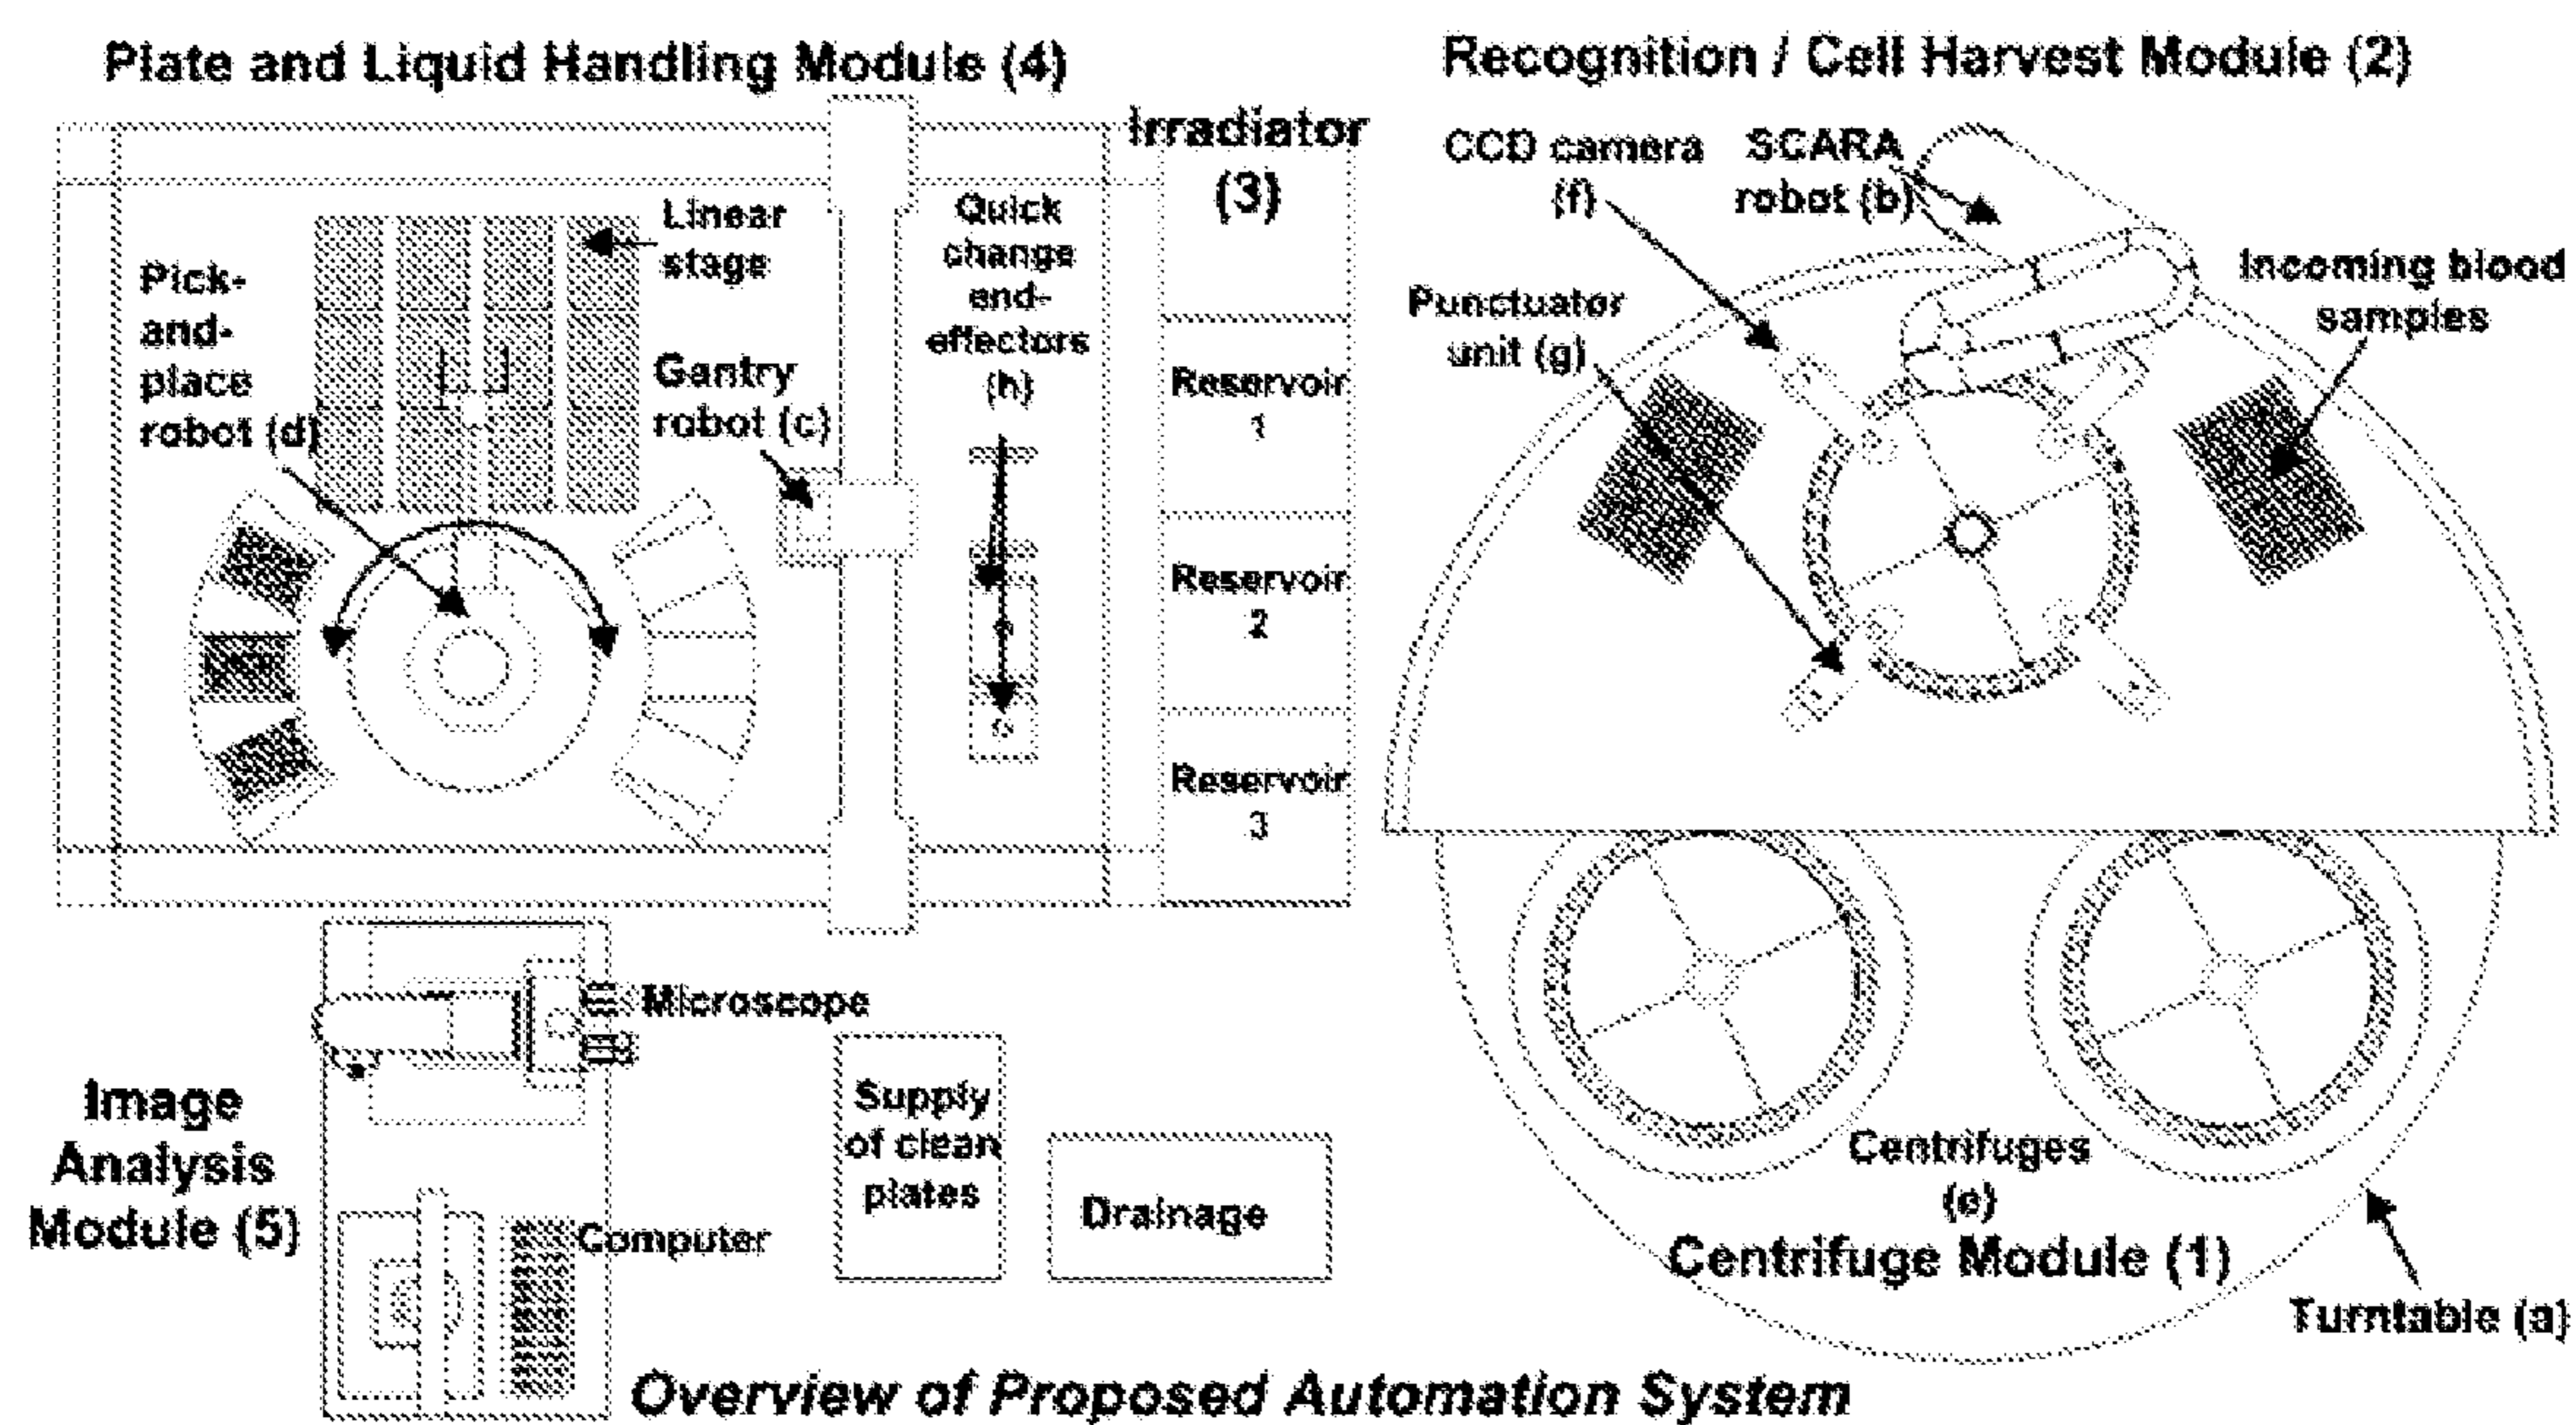 Plate and Liquid Handling Module (4)
Recognition / Cell Harvest Module (2)
Irradiator
(3)
CCD camera
(f)
SCARA
robot (b)
Linear
stage
Quick
change
end-
effectors
(h)
Pick-
and-
place
robot (d)
Gantry
robot (c)
Punctuator
unit (g)
Incoming blood
samples
Reservoir
1
Reservoir
2
Reservoir
3
Microscope
Image
Analysis
Module (5)
Computer
Supply
of clean
plates
Drainage
Centrifuges
(e)
Centrifuge Module (1)
Turntable (a)
Overview of Proposed Automation System